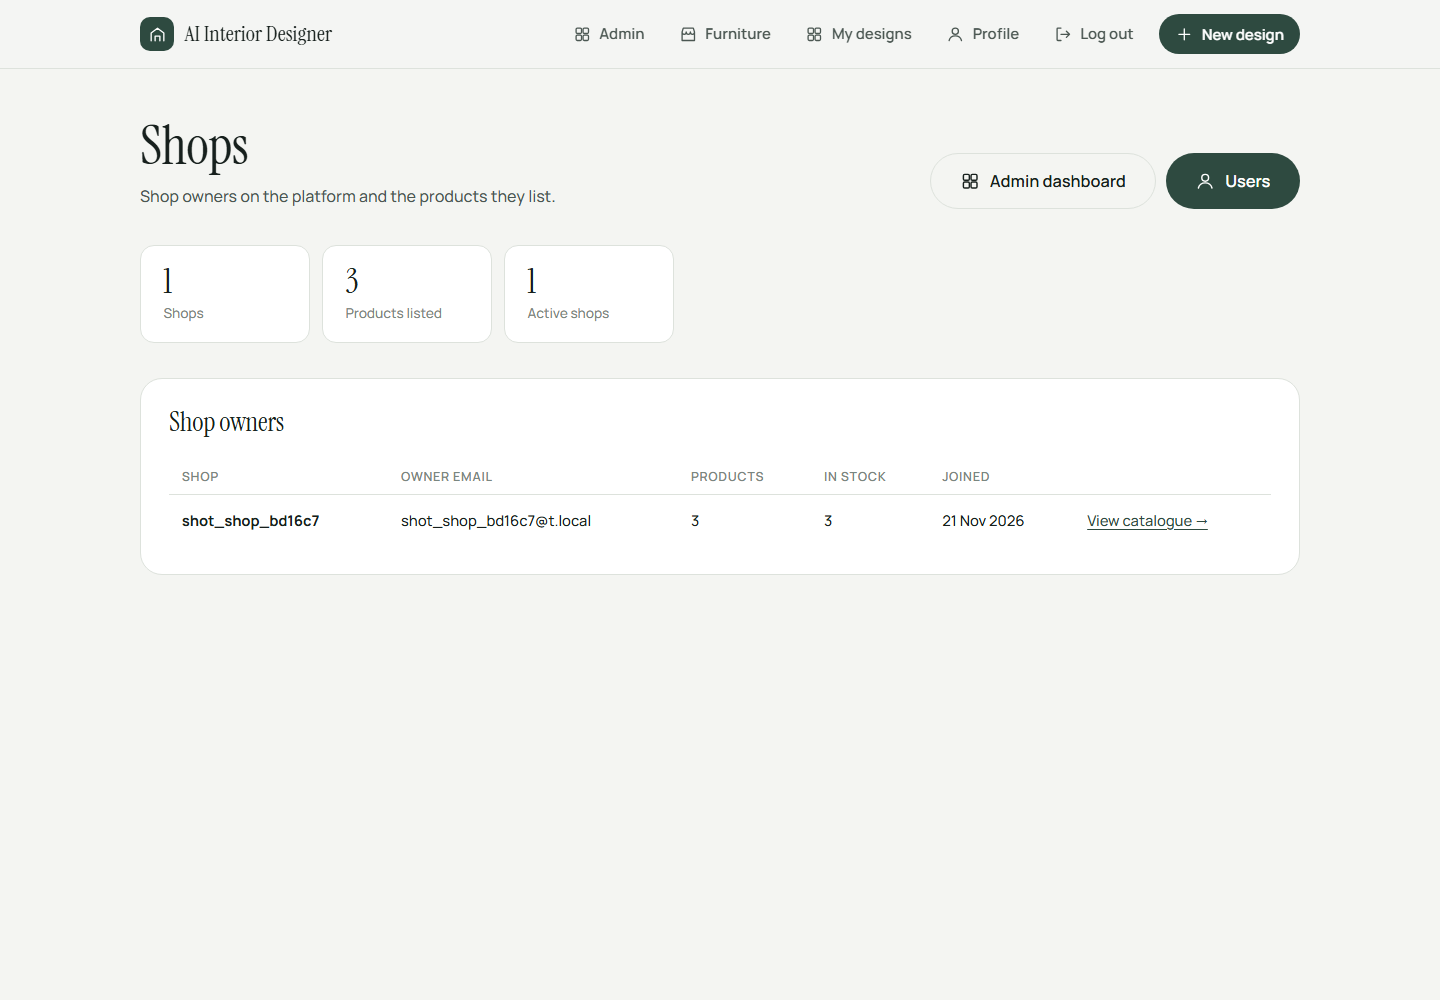 AI Interior Designer
Admin
Furniture
My designs
Profile
Log out
New design
Shops
Shop owners on the platform and the products they list.
Admin dashboard
Users
1
Shops
3
Products listed
1
Active shops
Shop owners
SHOP OWNER EMAIL PRODUCTS IN STOCK JOINED
shot_shop_bd16c7 shot_shop_bd16c7@t.local 3 3 21 Nov 2026 View catalogue →